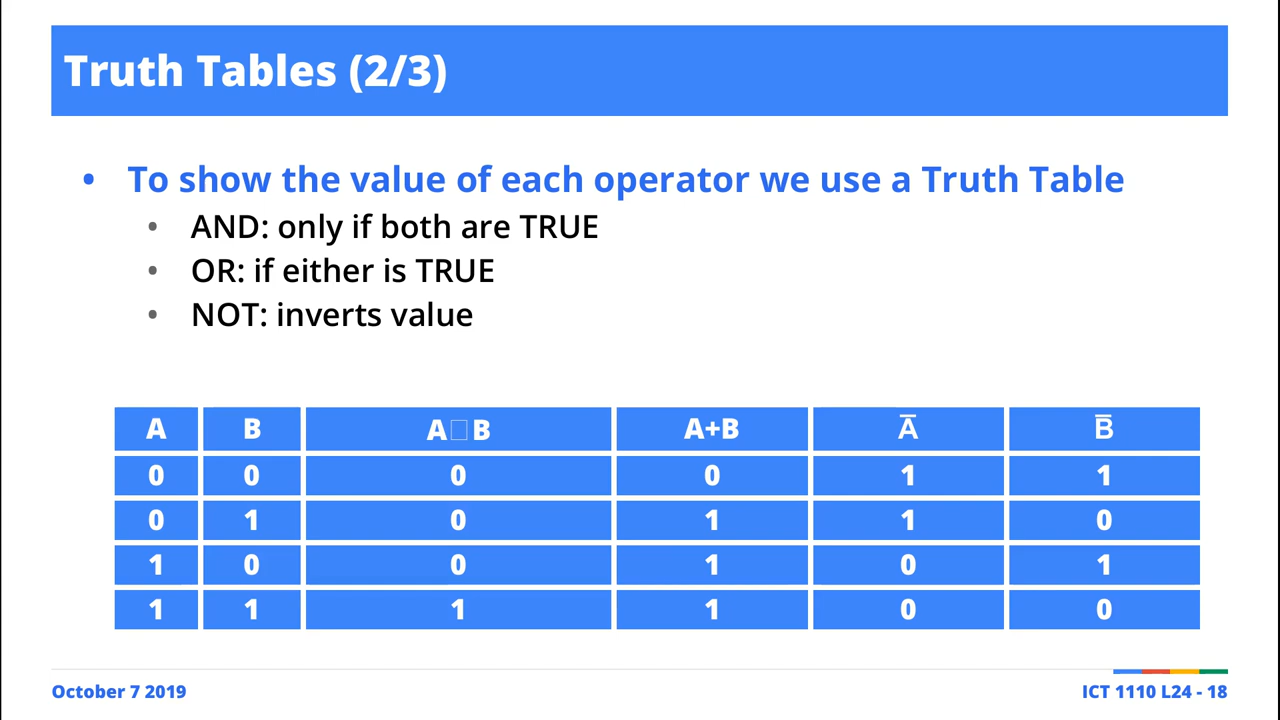 Truth Tables (2/3)
• To show the value of each operator we use a Truth Table
• AND: only if both are TRUE
• OR: if either is TRUE
• NOT: inverts value
A B A□B A+B A̅ B̅
0 0 0 0 1 1
0 1 0 1 1 0
1 0 0 1 0 1
1 1 1 1 0 0
October 7 2019 ICT 1110 L24 - 18